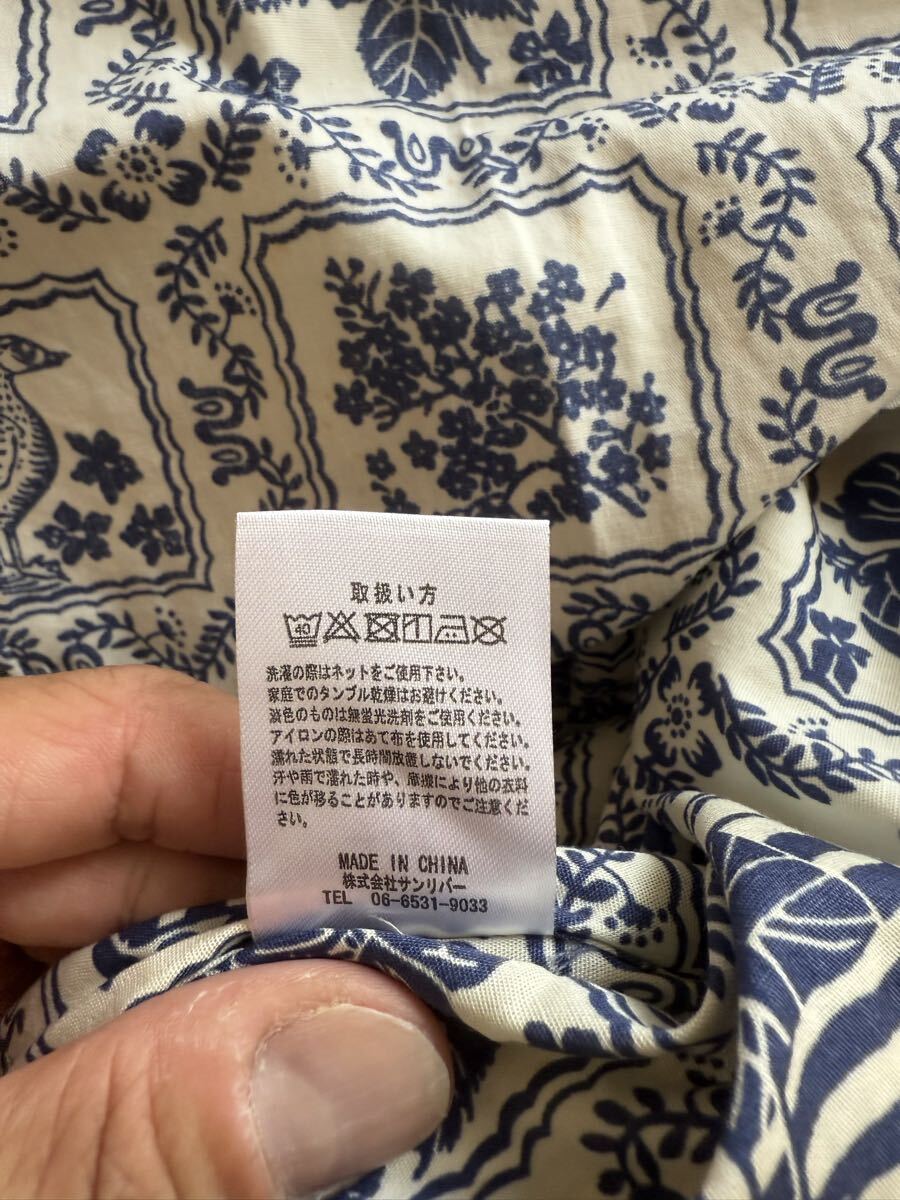 取扱い方
40
洗濯の際はネットをご使用下さい。
家庭でのタンブル乾燥はお避けください。
淡色のものは無蛍光洗剤をご使用ください。
アイロンの際はあて布を使用してください。
濡れた状態で長時間放置しないでください。
汗や雨で濡れた時や、摩擦により他の衣料
に色が移ることがありますのでご注意くだ
さい。
MADE IN CHINA
株式会社サンリバー
TEL 06-6531-9033